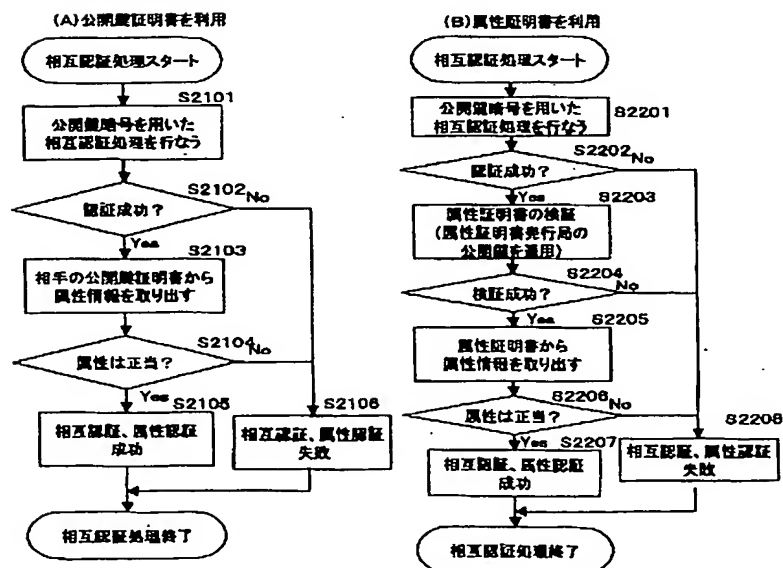 (A)公開鍵証明書を利用
相互認証処理スタート
S2101
公開鍵暗号を用いた
相互認証処理を行なう
S2102
No
認証成功?
Yes
S2103
相手の公開鍵証明書から
属性情報を取り出す
S2104
No
属性は正当?
Yes
S2105
相互認証、属性認証
成功
S2106
相互認証、属性認証
失敗
相互認証処理終了
(B)属性証明書を利用
相互認証処理スタート
S2201
公開鍵暗号を用いた
相互認証処理を行なう
S2202
No
認証成功?
Yes
S2203
属性証明書の検証
(属性証明書発行局の
公開鍵を適用)
S2204
No
検証成功?
Yes
S2205
属性証明書から
属性情報を取り出す
S2206
No
属性は正当?
Yes
S2207
相互認証、属性認証
成功
S2208
相互認証、属性認証
失敗
相互認証処理終了